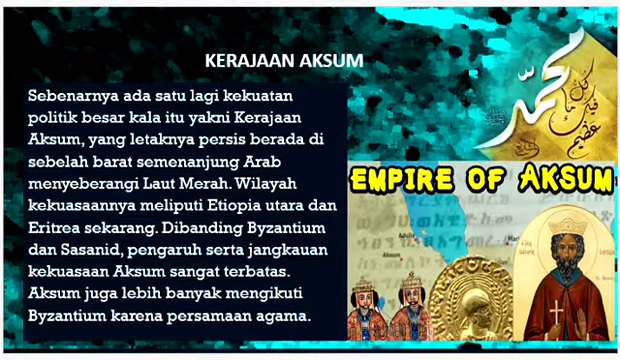 KERAJAAN AKSUM
Sebenarnya ada satu lagi kekuatan
politik besar kala itu yakni Kerajaan
Aksum, yang letaknya persis berada di
sebelah barat semenanjung Arab
menyeberangi Laut Merah. Wilayah
kekuasaannya meliputi Etiopia utara dan
Eritrea sekarang. Dibanding Byzantium
dan Sasanid, pengaruh serta jangkauan
kekuasaan Aksum sangat terbatas.
Aksum juga lebih banyak mengikuti
Byzantium karena persamaan agama.
محمد
EMPIRE OF AKSUM
Adulis
Aksum